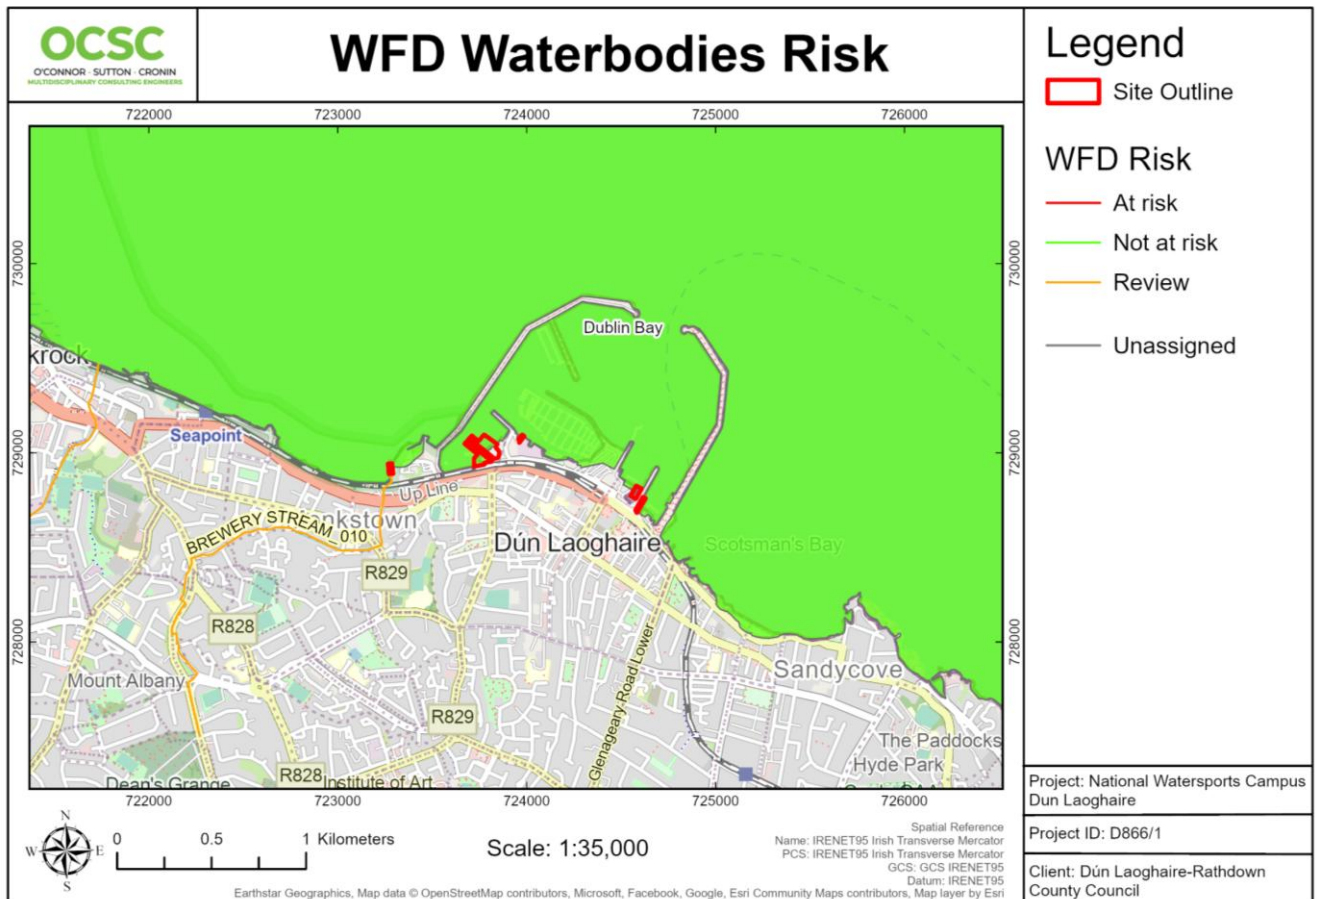 OCSC
O'CONNOR · SUTTON · CRONIN
MULTIDISCIPLINARY CONSULTING ENGINEERS
WFD Waterbodies Risk
722000 723000 724000 725000 726000
730000
729000
728000
730000
729000
728000
Dublin Bay
Seapoint
Up Line
BREWERY STREAM_010
Dún Laoghaire
Scotsman's Bay
R829
R828
Sandycove
Mount Albany
Glenageary Road Lower
R829
The Paddocks
Hyde Park
R828
Institute of Art
Dean's Grange
722000 723000 724000 725000 726000
N
W E
S
0 0.5 1 Kilometers
Scale: 1:35,000
Spatial Reference
Name: IRENET95 Irish Transverse Mercator
PCS: IRENET95 Irish Transverse Mercator
GCS: GCS IRENET95
Datum: IRENET95
Earthstar Geographics, Map data © OpenStreetMap contributors, Microsoft, Facebook, Google, Esri Community Maps contributors, Map layer by Esri
Legend
Site Outline
WFD Risk
At risk
Not at risk
Review
Unassigned
Project: National Watersports Campus
Dun Laoghaire
Project ID: D866/1
Client: Dún Laoghaire-Rathdown
County Council